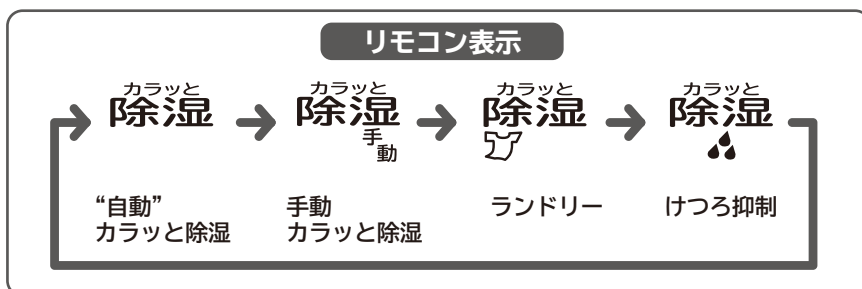 リモコン表示
カラッと
除湿
カラッと
除湿
手動
カラッと
除湿
カラッと
除湿
“自動”
カラッと除湿
手動
カラッと除湿
ランドリー
けつろ抑制